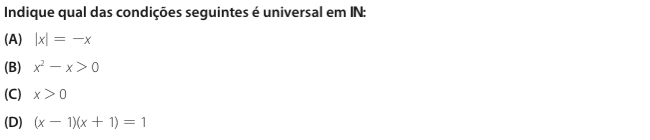 Indique qual das condições seguintes é universal em ℕ:
(A) |x| = −x
(B) x² − x > 0
(C) x > 0
(D) (x − 1)(x + 1) = 1